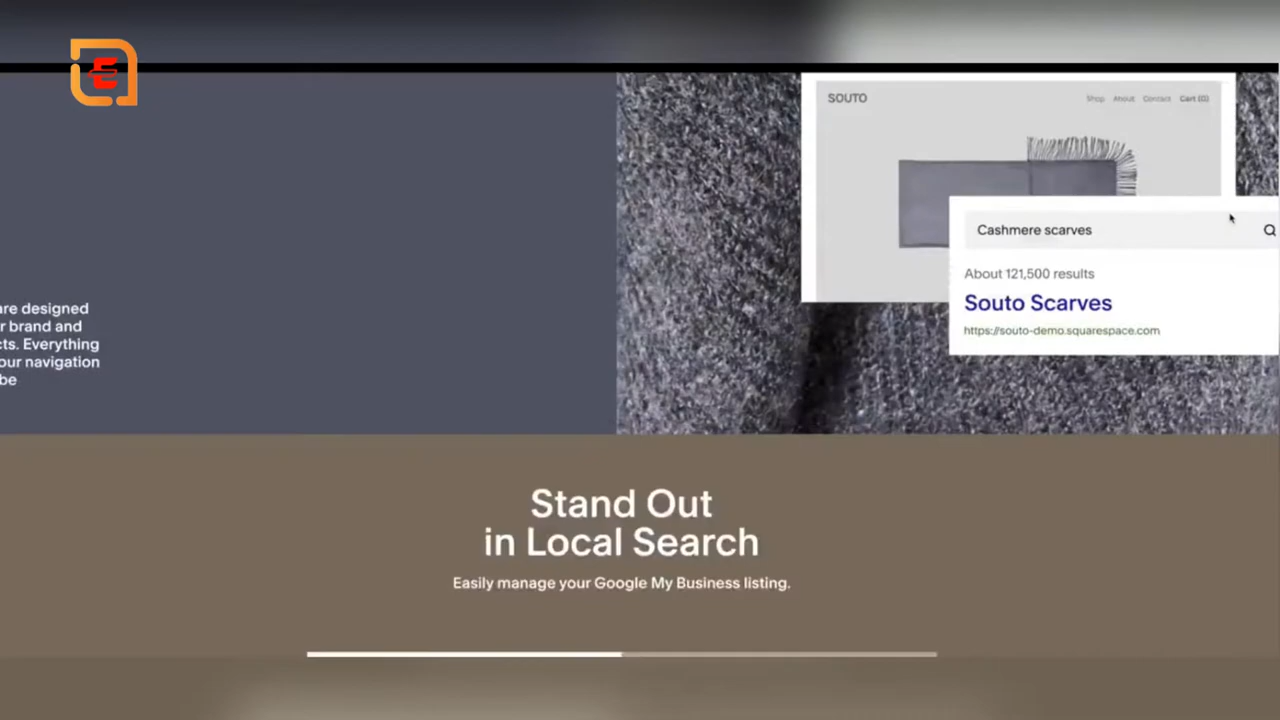 E
SOUTO
Shop About Contact Cart (0)
Cashmere scarves
About 121,500 results
Souto Scarves
https://souto-demo.squarespace.com
are designed
r brand and
cts. Everything
our navigation
be
Stand Out
in Local Search
Easily manage your Google My Business listing.